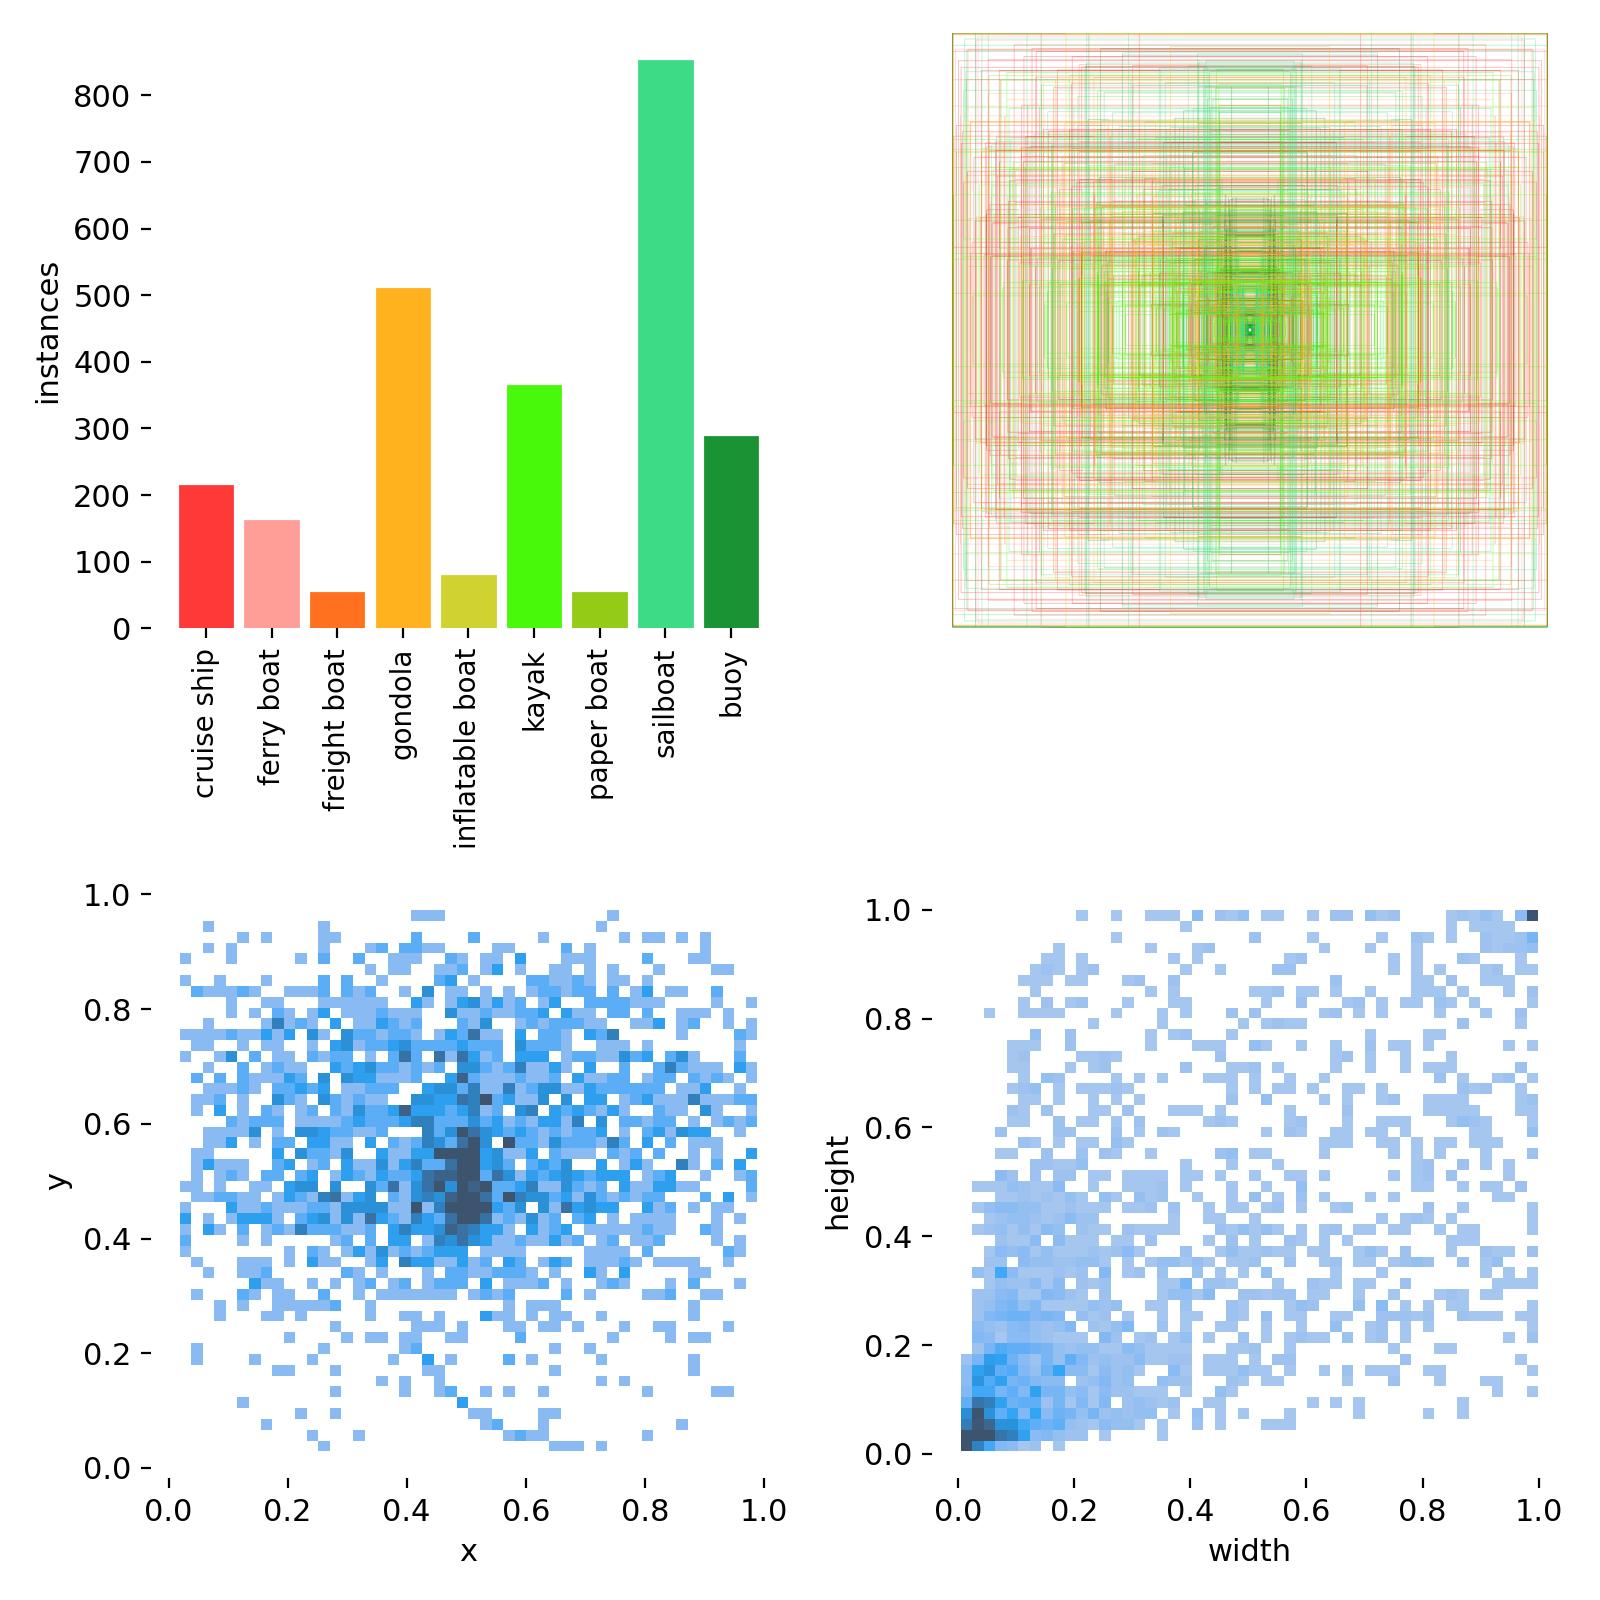 800
700
600
500
400
300
200
100
0
instances
cruise ship
ferry boat
freight boat
gondola
inflatable boat
kayak
paper boat
sailboat
buoy
1.0
0.8
0.6
0.4
0.2
0.0
y
0.0 0.2 0.4 0.6 0.8 1.0
x
1.0
0.8
0.6
0.4
0.2
0.0
height
0.0 0.2 0.4 0.6 0.8 1.0
width